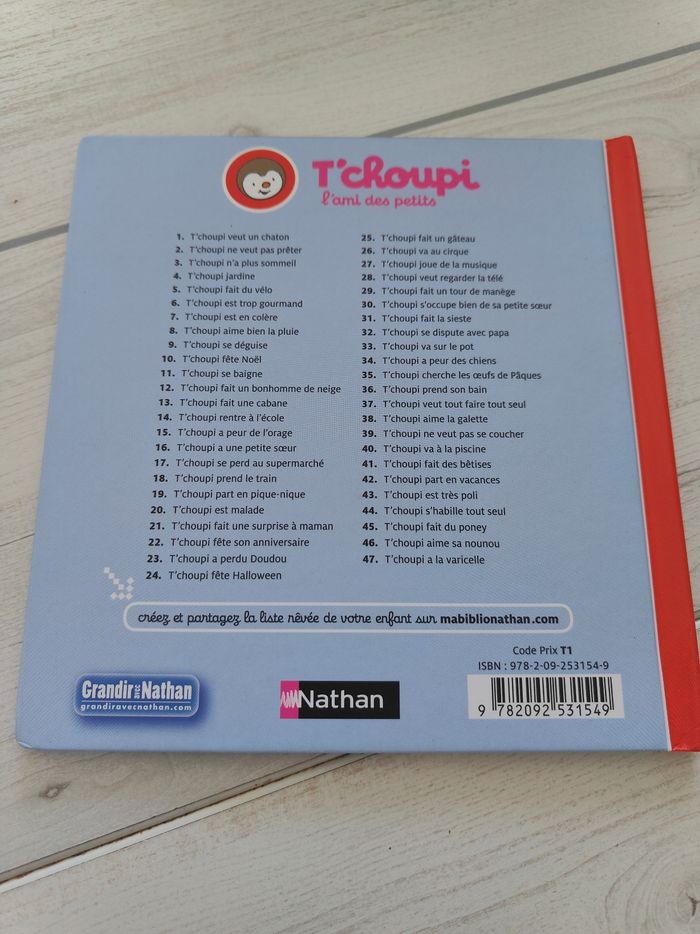 T'choupi
l'ami des petits
1. T'choupi veut un chaton
2. T'choupi ne veut pas prêter
3. T'choupi n'a plus sommeil
4. T'choupi jardine
5. T'choupi fait du vélo
6. T'choupi est trop gourmand
7. T'choupi est en colère
8. T'choupi aime bien la pluie
9. T'choupi se déguise
10. T'choupi fête Noël
11. T'choupi se baigne
12. T'choupi fait un bonhomme de neige
13. T'choupi fait une cabane
14. T'choupi rentre à l'école
15. T'choupi a peur de l'orage
16. T'choupi a une petite sœur
17. T'choupi se perd au supermarché
18. T'choupi prend le train
19. T'choupi part en pique-nique
20. T'choupi est malade
21. T'choupi fait une surprise à maman
22. T'choupi fête son anniversaire
23. T'choupi a perdu Doudou
24. T'choupi fête Halloween
25. T'choupi fait un gâteau
26. T'choupi va au cirque
27. T'choupi joue de la musique
28. T'choupi veut regarder la télé
29. T'choupi fait un tour de manège
30. T'choupi s'occupe bien de sa petite sœur
31. T'choupi fait la sieste
32. T'choupi se dispute avec papa
33. T'choupi va sur le pot
34. T'choupi a peur des chiens
35. T'choupi cherche les œufs de Pâques
36. T'choupi prend son bain
37. T'choupi veut tout faire tout seul
38. T'choupi aime la galette
39. T'choupi ne veut pas se coucher
40. T'choupi va à la piscine
41. T'choupi fait des bêtises
42. T'choupi part en vacances
43. T'choupi est très poli
44. T'choupi s'habille tout seul
45. T'choupi fait du poney
46. T'choupi aime sa nounou
47. T'choupi a la varicelle
créez et partagez la liste rêvée de votre enfant sur mabiblionathan.com
Code Prix T1
ISBN : 978-2-09-253154-9
Grandir avec Nathan
grandiravecnathan.com
Nathan
9 782092 531549